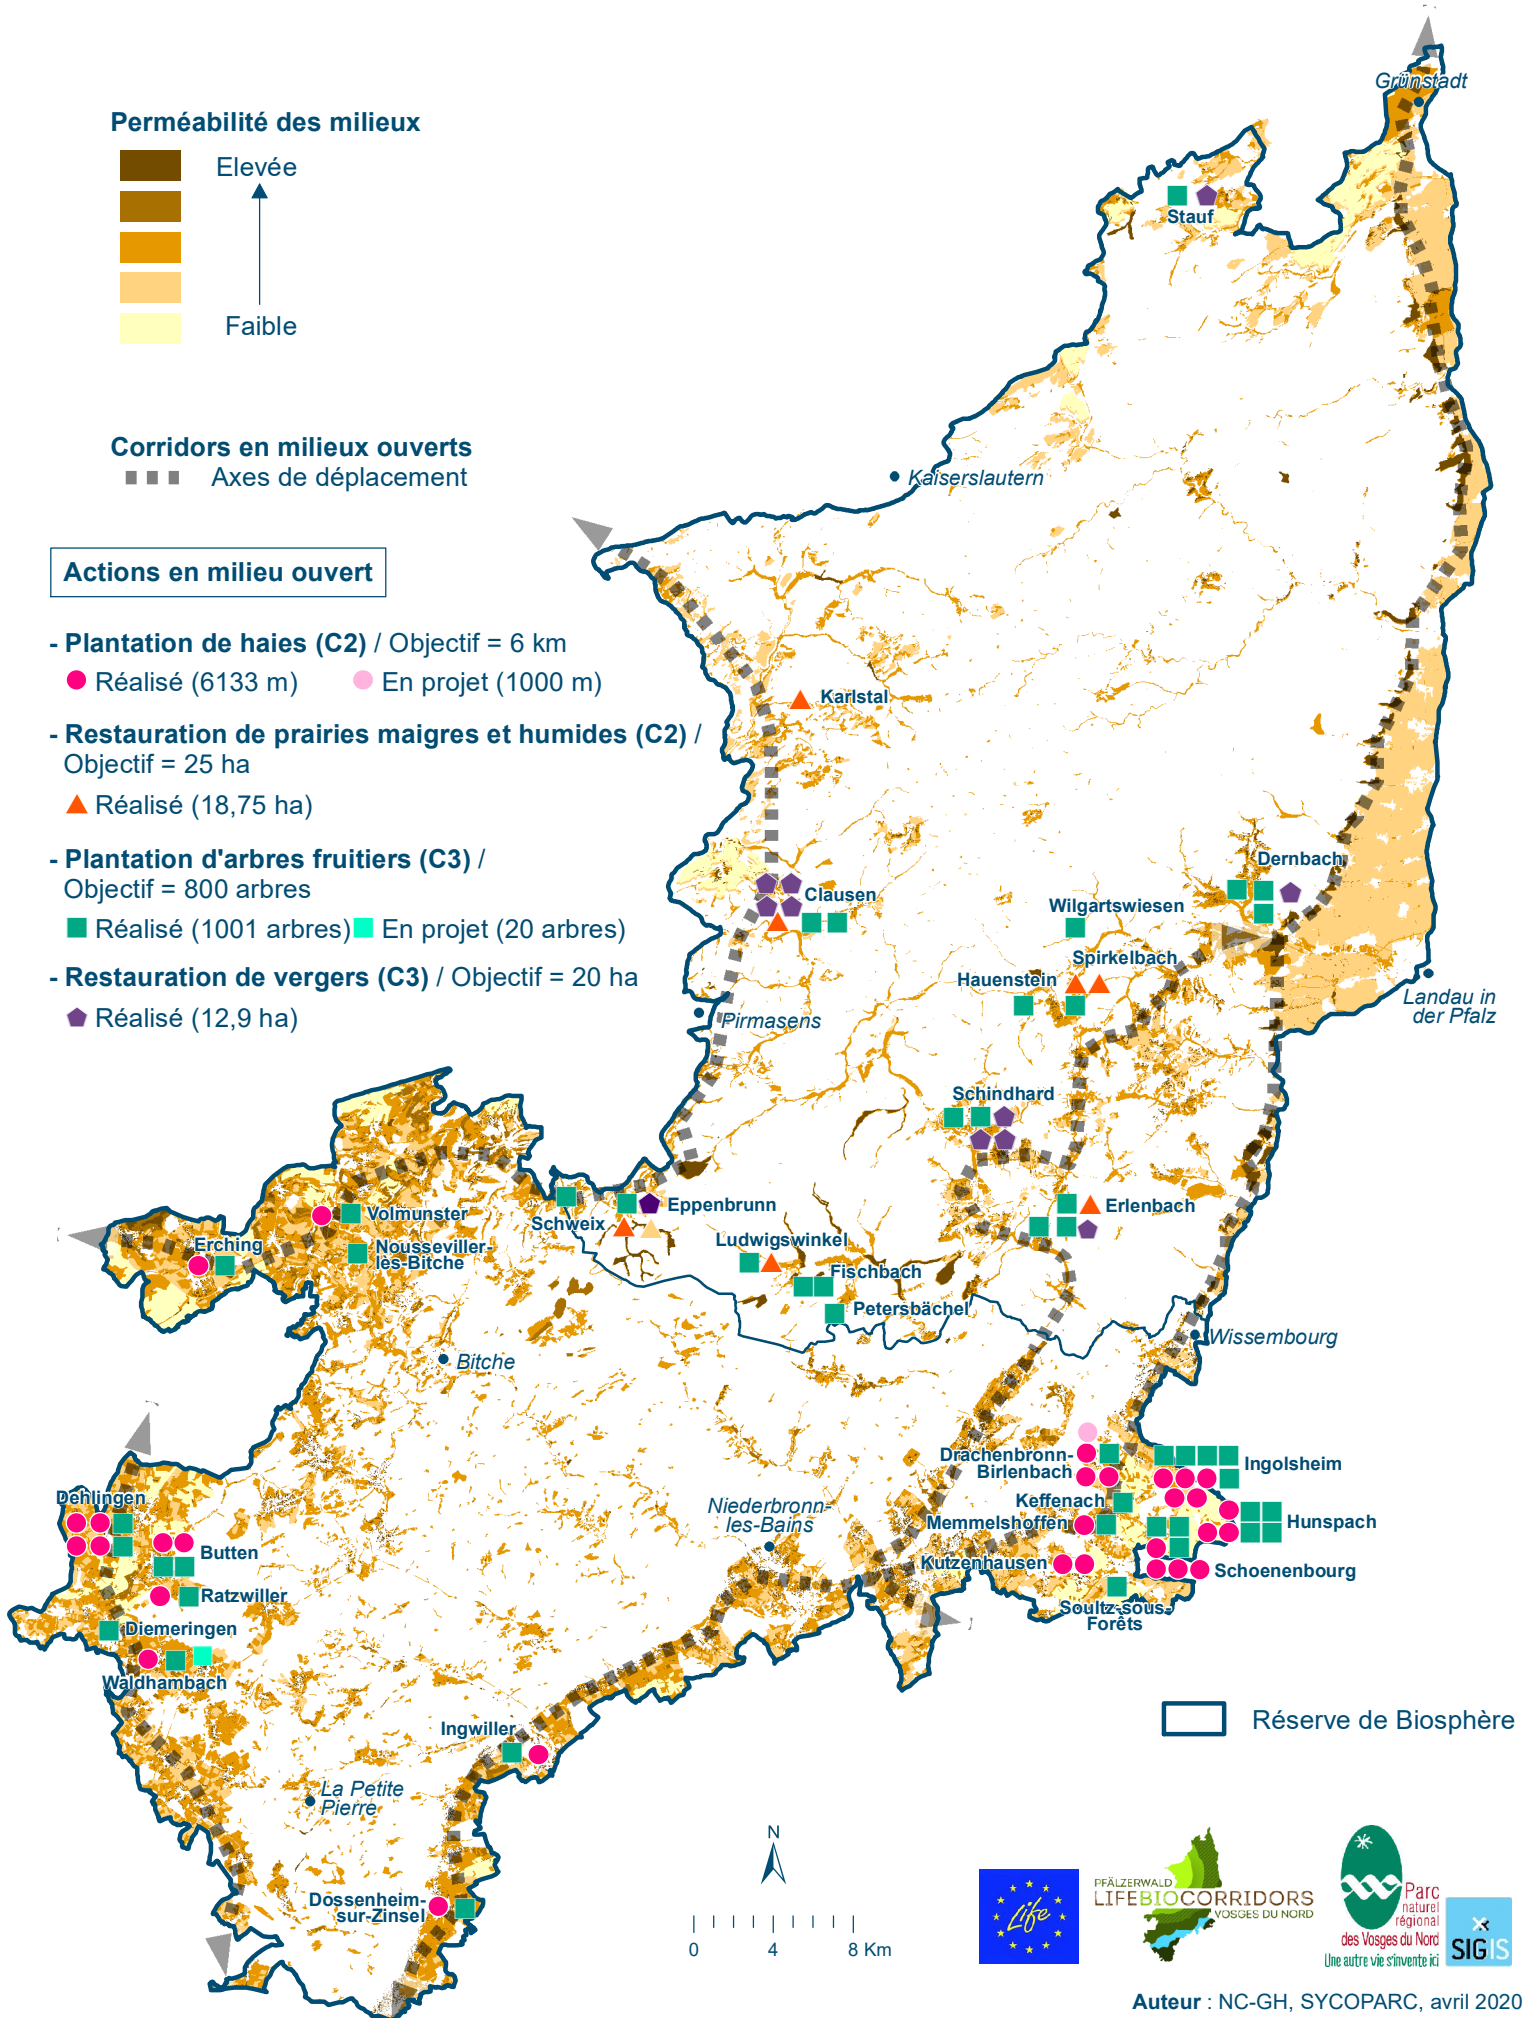 Perméabilité des milieux
Elevée
Faible
Corridors en milieux ouverts
Axes de déplacement
Actions en milieu ouvert
- Plantation de haies (C2) / Objectif = 6 km
Réalisé (6133 m) En projet (1000 m)
- Restauration de prairies maigres et humides (C2) /
Objectif = 25 ha
Réalisé (18,75 ha)
- Plantation d'arbres fruitiers (C3) /
Objectif = 800 arbres
Réalisé (1001 arbres) En projet (20 arbres)
- Restauration de vergers (C3) / Objectif = 20 ha
Réalisé (12,9 ha)
Grünstadt
Stauf
Kaiserslautern
Karlstal
Dernbach
Clausen
Wilgartswiesen
Spirkelbach
Hauenstein
Landau in
der Pfalz
Pirmasens
Schindhard
Eppenbrunn
Erlenbach
Volmunster
Schweix
Ludwigswinkel
Erching
Nousseviller-
les-Bitche
Fischbach
Petersbächel
Wissembourg
Bitche
Drachenbronn-
Birlenbach
Ingolsheim
Dehlingen
Niederbronn-
les-Bains
Keffenach
Memmelshoffen
Hunspach
Butten
Kutzenhausen
Schoenenbourg
Ratzwiller
Soultz-sous-
Forêts
Diemeringen
Waldhambach
Ingwiller
Réserve de Biosphère
La Petite
Pierre
Dossenheim-
sur-Zinsel
N
0 4 8 Km
Life
PFÄLZERWALD
LIFEBIOCORRIDORS
VOSGES DU NORD
Parc
naturel
régional
des Vosges du Nord
Une autre vie s'invente ici
SIGIS
Auteur : NC-GH, SYCOPARC, avril 2020